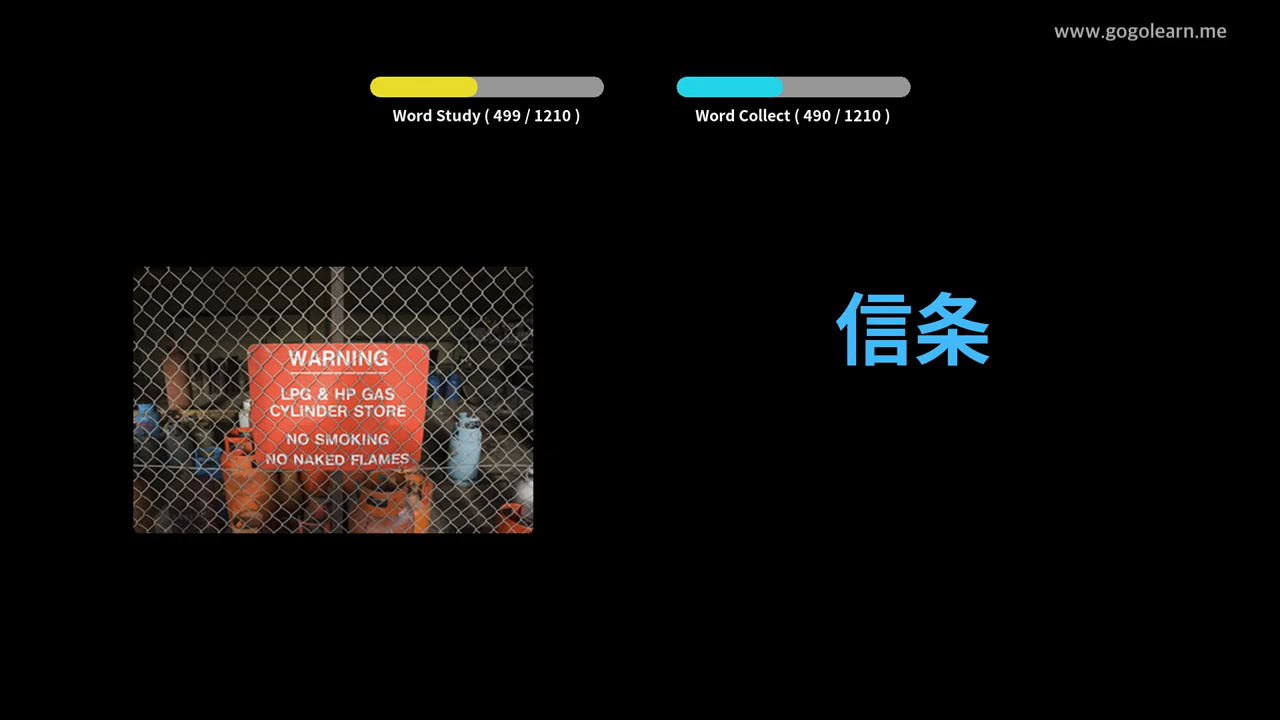 www.gogolearn.me
Word Study ( 499 / 1210 )
Word Collect ( 490 / 1210 )
WARNING
LPG & HP GAS
CYLINDER STORE
NO SMOKING
NO NAKED FLAMES
信条